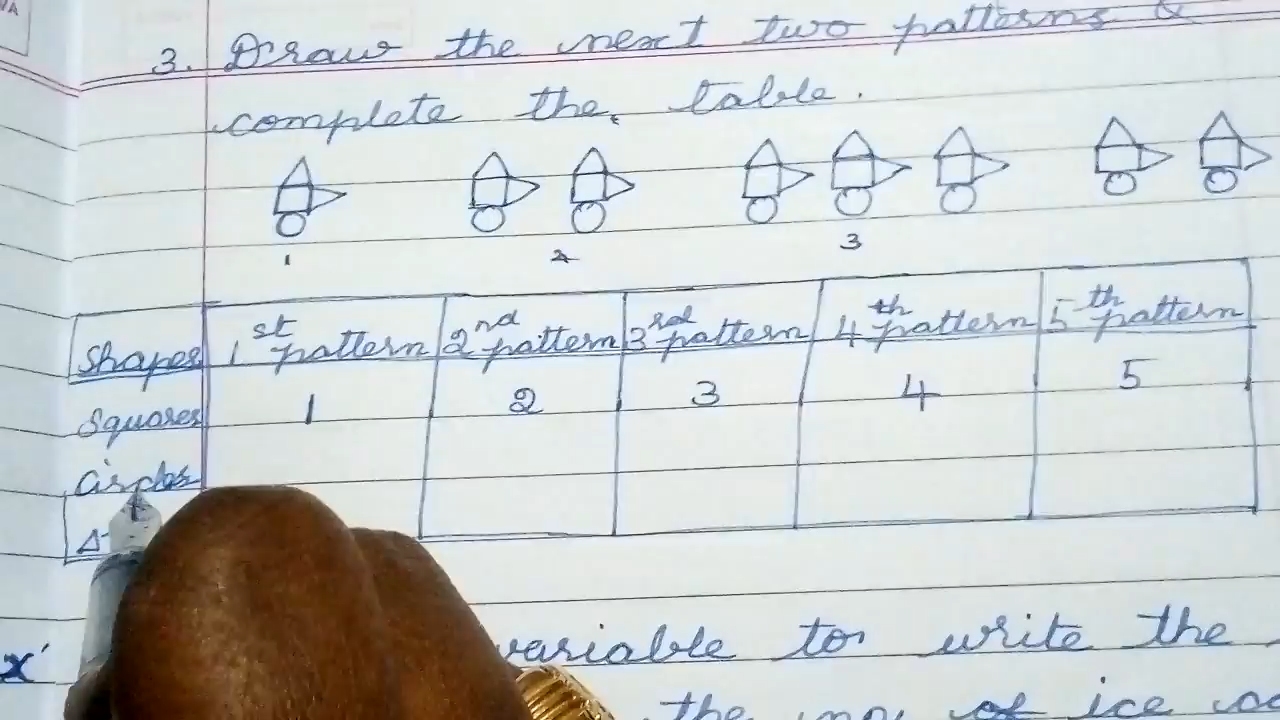 3. Draw the next two patterns &
complete the table.
1 2 3
Shapes 1st pattern 2nd pattern 3rd pattern 4th pattern 5th pattern
Squares 1 2 3 4 5
Circles
x variable to write the
the no. of ice